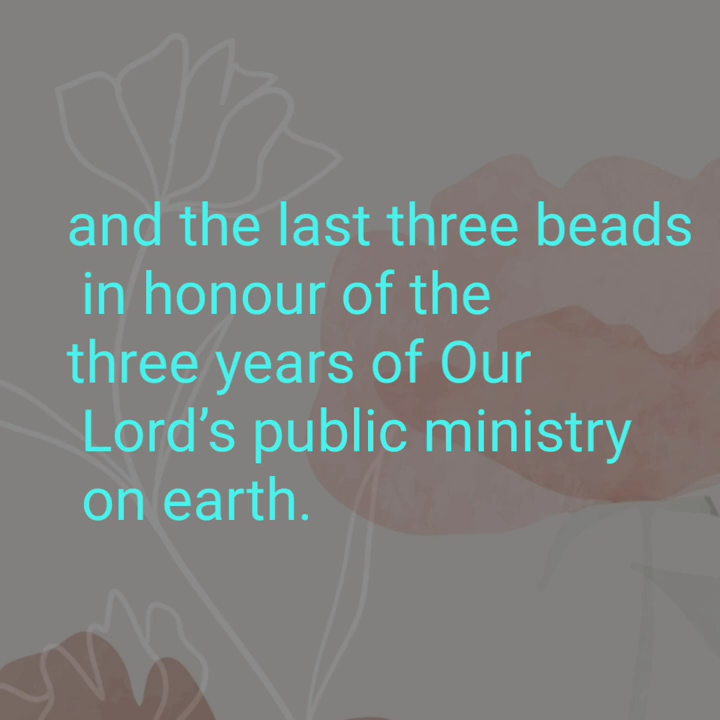 and the last three beads
in honour of the
three years of Our
Lord’s public ministry
on earth.